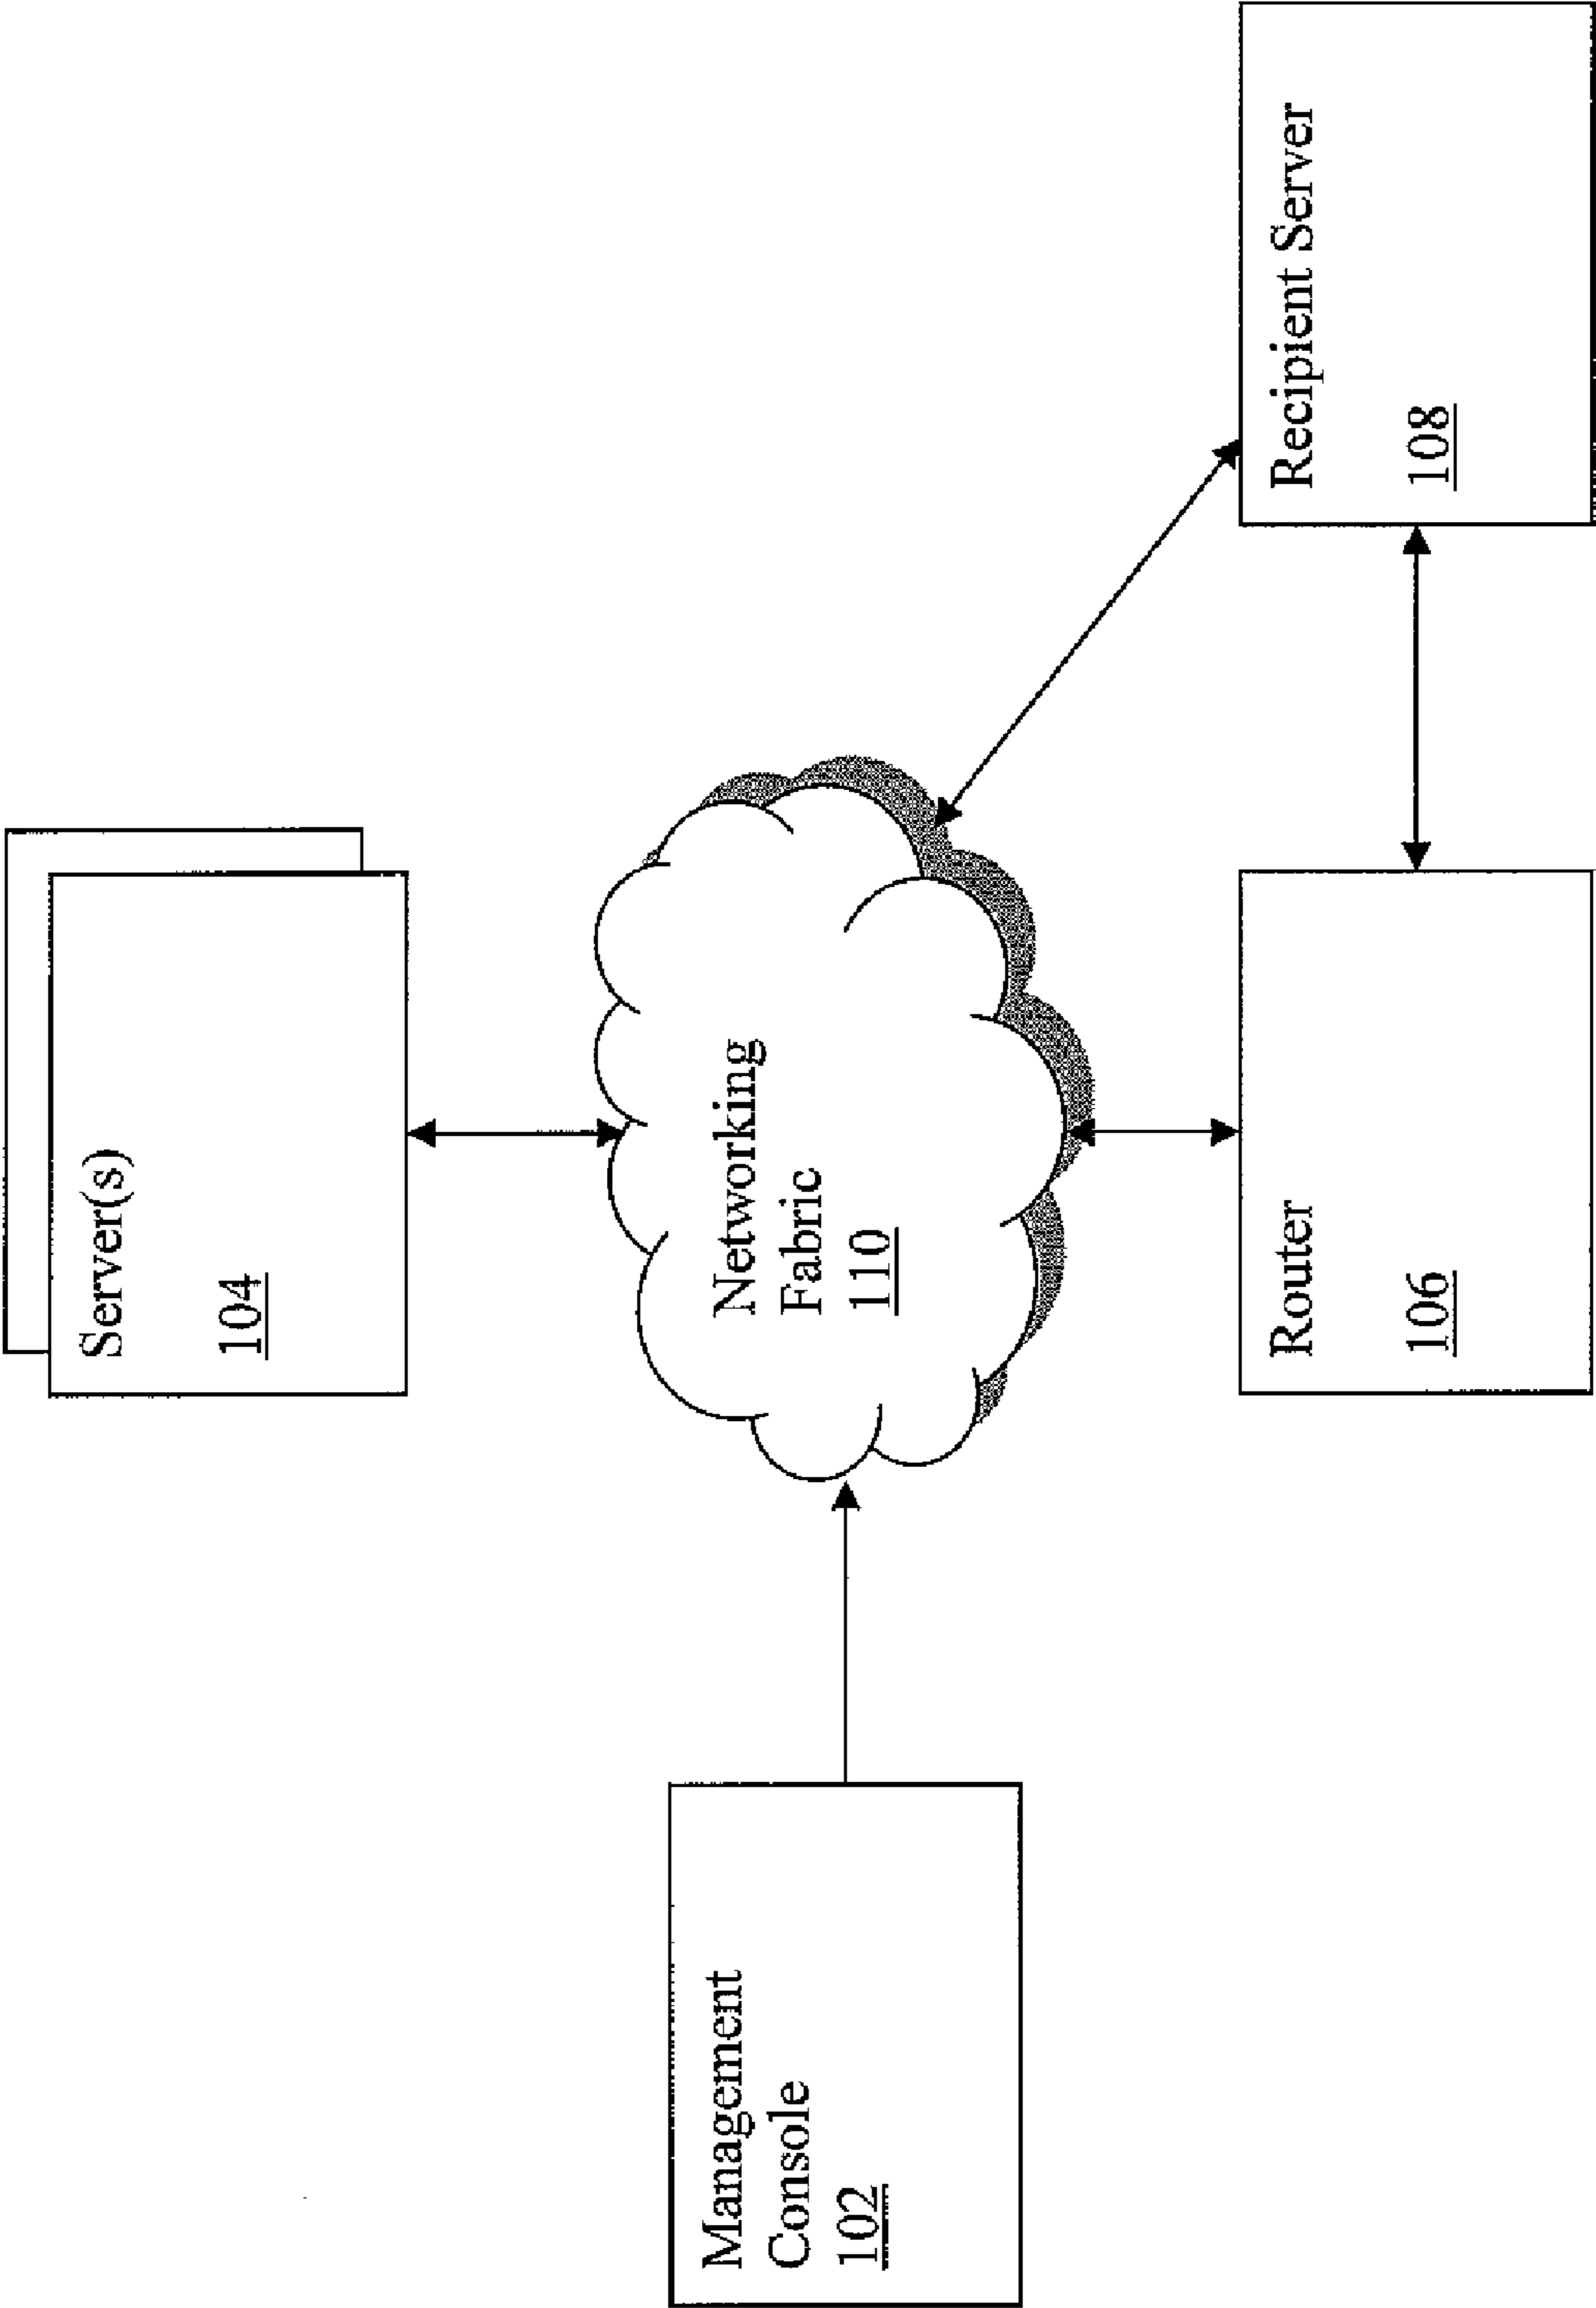 Server(s)
104
Management
Console
102
Networking
Fabric
110
Router
106
Recipient Server
108